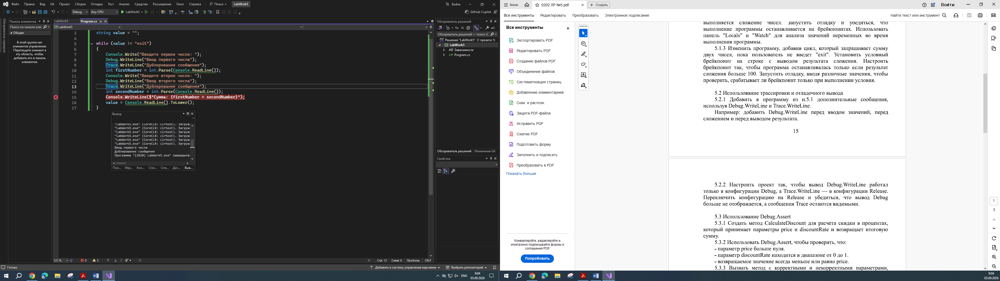 Файл Правка Вид Git Проект Сборка Отладка Тест Анализ Средства Расширения Окно Справка Поиск LabWork5 Войти
Debug Any CPU LabWork5 GitHub Copilot
Обозреватель серверов
Панель элементов
Поиск по панели элег
Общие
В этой группе нет
элементов управления.
Перетащите элемент в
эту область, чтобы
добавить его в панель
элементов.
LabWork5 Program.cs
LabWork5
3 string value = "";
4
5 while (value != "exit")
6 {
7 Console.Write("Введите первое число: ");
8 Debug.WriteLine("Ввод первого числа");
9 Trace.WriteLine("Дублирование сообщения");
10 int firstNumber = int.Parse(Console.ReadLine());
11 Console.Write("Введите второе число: ");
12 Debug.WriteLine("Ввод второго числа");
13 Trace.WriteLine("Дублирование сообщения");
14 int secondNumber = int.Parse(Console.ReadLine());
15 Console.WriteLine($"Сумма: {firstNumber + secondNumber}");
16 value = Console.ReadLine().ToLower();
17 }
Вывод
"LabWork5.exe" (CoreCLR: clrhost). Загруж
"LabWork5.exe" (CoreCLR: clrhost). Загруж
"LabWork5.exe" (CoreCLR: clrhost). Загруж
"LabWork5.exe" (CoreCLR: clrhost). Загруж
"LabWork5.exe" (CoreCLR: clrhost). Загруж
"LabWork5.exe" (CoreCLR: clrhost). Загруж
Ввод первого числа
Дублирование сообщения
Программа "[2820] LabWork5.exe" завершила
Пои... Иер... Кон... Спи... Спи... Дис... Выв...
121 % 0 3 Стр: 13 Симв: 6 Пробелы CRLF
Обозреватель решений
Обозреватель решений — поиск (С
Решение "LabWork5" (1 проекта 1)
LabWork5
Зависимости
C# Program.cs
Обозреватель решений Изменения Git
Свойства
Готово Добавить в систему управления версиями Выбрать репозиторий
ENG 9:04
03.09.2026
Меню 0202 ЛР №5.pdf Создать Войти
Все инструменты Редактировать Преобразовать Электронное подписание Найти текст или инструмент
Все инструменты
Экспортировать PDF
Редактировать PDF
Создание файлов PDF
Объединение файлов
Систематизация страниц
Добавление комментариев
Скан. и распозн.
Защита PDF-файла
Исправить PDF
Сжатие PDF
Подготовить форму
Заполнить и подписать
Преобразовать в PDF
Показать больше
Конвертируйте, редактируйте и
электронно подписывайте формы и
соглашения PDF
Попробовать
выполняется сложение чисел. Запустить отладку и убедиться, что
выполнение программы останавливается на брейкпоинтах. Использовать
панель "Locals" и "Watch" для анализа значений переменных во время
выполнения программы.
5.1.3 Изменить программу, добавив цикл, который запрашивает сумму
двух чисел, пока пользователь не введет "exit". Установить условный
брейкпоинт на строке с выводом результата сложения. Настроить
брейкпоинт так, чтобы программа останавливалась только если результат
сложения больше 100. Запустить отладку, вводя различные значения, чтобы
проверить, срабатывает ли брейкпоинт только при выполнении условия.
5.2 Использование трассировки и отладочного вывода
5.2.1 Добавить в программу из п.5.1 дополнительные сообщения,
используя Debug.WriteLine и Trace.WriteLine.
Например: добавить Debug.WriteLine перед вводом значений, перед
сложением и перед выводом результата.
15
5.2.2 Настроить проект так, чтобы вывод Debug.WriteLine работал
только в конфигурации Debug, а Trace.WriteLine — в конфигурации Release.
Переключить конфигурацию на Release и убедиться, что вывод Debug
больше не отображается, а сообщения Trace остаются видимыми.
5.3 Использование Debug.Assert
5.3.1 Создать метод CalculateDiscount для расчета скидки в процентах,
который принимает параметры price и discountRate и возвращает итоговую
сумму.
5.3.2 Использовать Debug.Assert, чтобы проверить, что:
- параметр price больше нуля.
- параметр discountRate находится в диапазоне от 0 до 1.
- возвращаемое значение всегда меньше или равно price.
5.3.3 Вызвать метод с корректными и некорректными параметрами,
1
3
9:04
03.09.2026